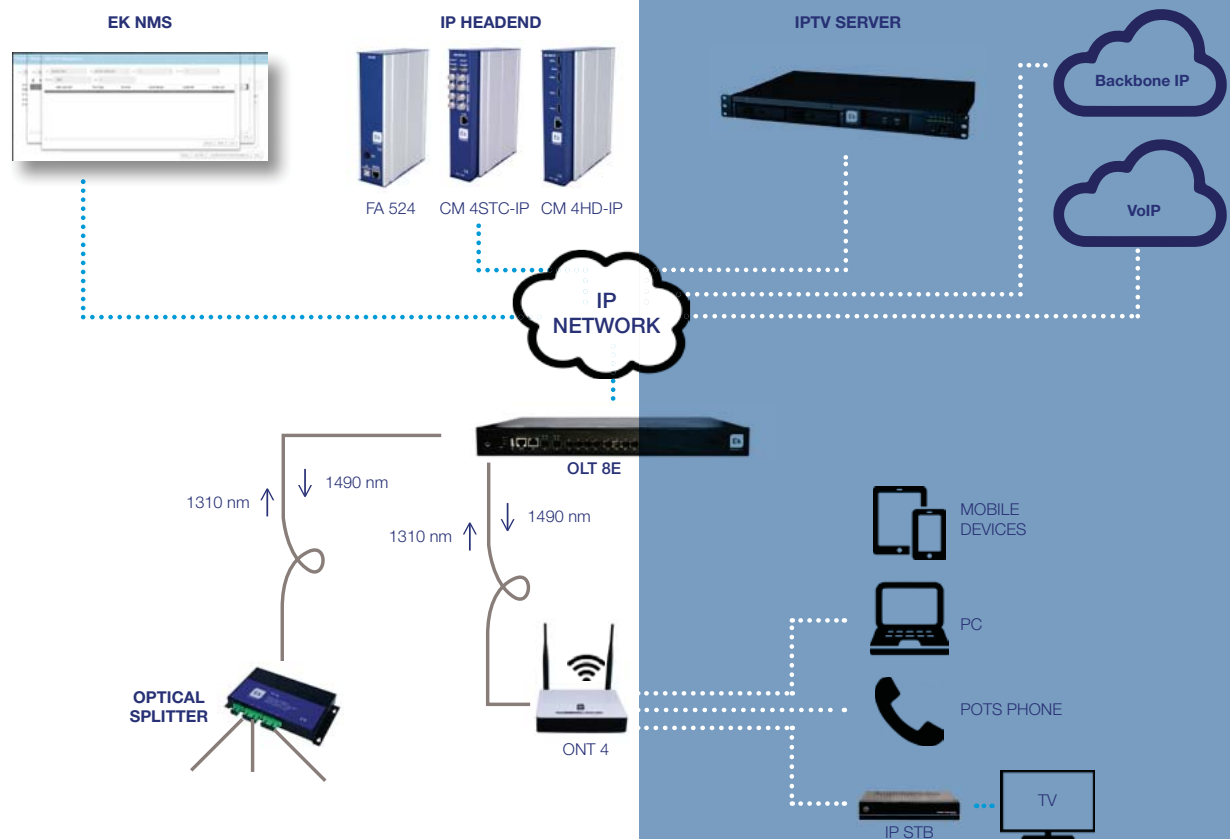 EK NMS
IP HEADEND
IPTV SERVER
Backbone IP
VoIP
FA 524
CM 4STC-IP
CM 4HD-IP
IP
NETWORK
Ek
OLT 8E
1310 nm
1490 nm
1310 nm
1490 nm
MOBILE
DEVICES
PC
OPTICAL
SPLITTER
POTS PHONE
ONT 4
TV
IP STB